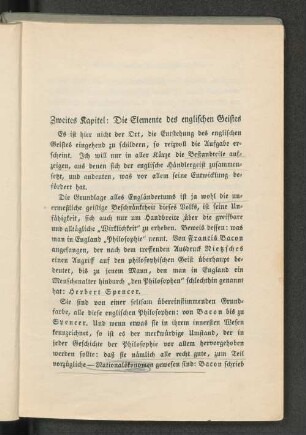 Zweites Kapitel: Die Elemente des englischen Geistes
Es ist hier nicht der Ort, die Entstehung des englischen
Geistes eingehend zu schildern, so reizvoll die Aufgabe er-
scheint. Ich will nur in aller Kürze die Bestandteile auf-
zeigen, aus denen sich der englische Händlergeist zusammen-
setzt, und andeuten, was vor allem seine Entwicklung be-
fördert hat.
Die Grundlage alles Engländertums ist ja wohl die un-
ermeßliche geistige Beschränktheit dieses Volks, ist seine Un-
fähigkeit, sich auch nur um Handbreite über die greifbare
und alltägliche „Wirklichkeit“ zu erheben. Beweis dessen: was
man in England „Philosophie“ nennt. Von Francis Bacon
angefangen, der nach dem treffenden Ausdruck Nietzsches
einen Angriff auf den philosophischen Geist überhaupt be-
deutet, bis zu jenem Mann, den man in England ein
Menschenalter hindurch „den Philosophen“ schlechthin genannt
hat: Herbert Spencer.
Sie sind von einer seltsam übereinstimmenden Grund-
farbe, alle diese englischen Philosophen: von Bacon bis zu
Spencer. Und wenn etwas sie in ihrem innersten Wesen
kennzeichnet, so ist es der merkwürdige Umstand, der in
jeder Geschichte der Philosophie vor allem hervorgehoben
werden sollte: daß sie nämlich alle recht gute, zum Teil
vorzügliche — Nationalökonomen gewesen sind: Bacon schrieb